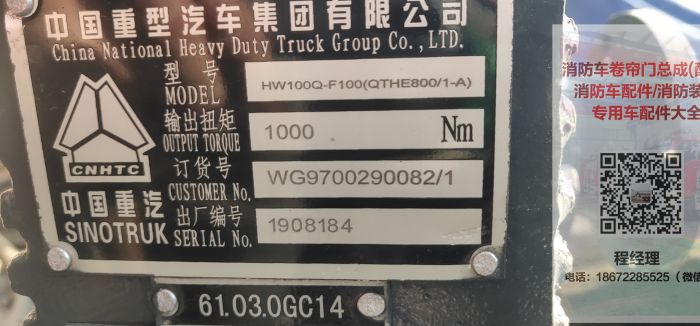 中国重型汽车集团有限公司
China National Heavy Duty Truck Group Co.,LTD.
型 号
MODEL
HW100Q-F100(QTHE800/1-A)
输出扭矩
OUTPUT TORQUE
1000 Nm
订货号
CUSTOMER No.
WG9700290082/1
出厂编号
SERIAL No.
1908184
CNHTC
中国重汽
SINOTRUK
61.03.0GC14
消防车卷帘门总成(
消防车配件/消防装
专用车配件大全
程经理
电话：18672285525（微信